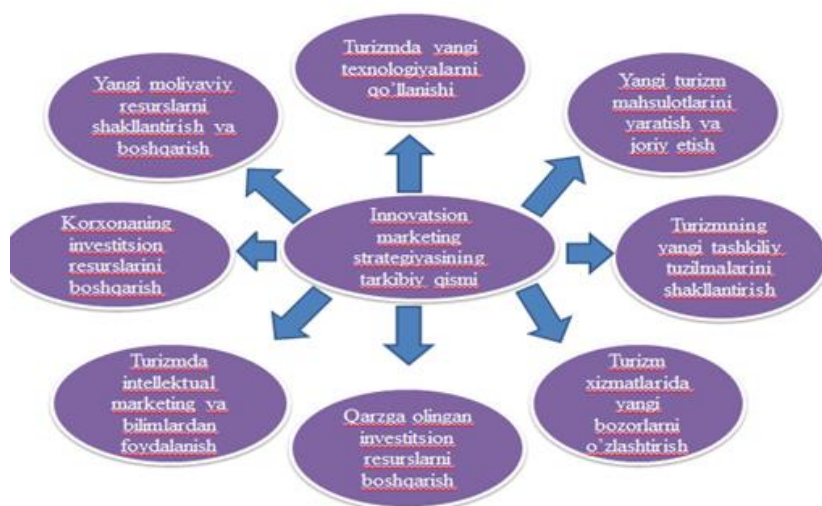 Turizmda yangi
texnologiyalarni
qo’llanishi
Yangi moliyaviy
resurslarni
shakllantirish va
boshqarish
Yangi turizm
mahsulotlarini
yaratish va
joriy etish
Korxonaning
investitsion
resurslarini
boshqarish
Innovatsion
marketing
strategiyasining
tarkibiy qismi
Turizmning
yangi tashkiliy
tuzilmalarini
shakllantirish
Turizmda
intellektual
marketing va
bilimlardan
foydalanish
Qarzga olingan
investitsion
resurslarni
boshqarish
Turizm
xizmatlarida
yangi
bozorlarni
o’zlashtirish